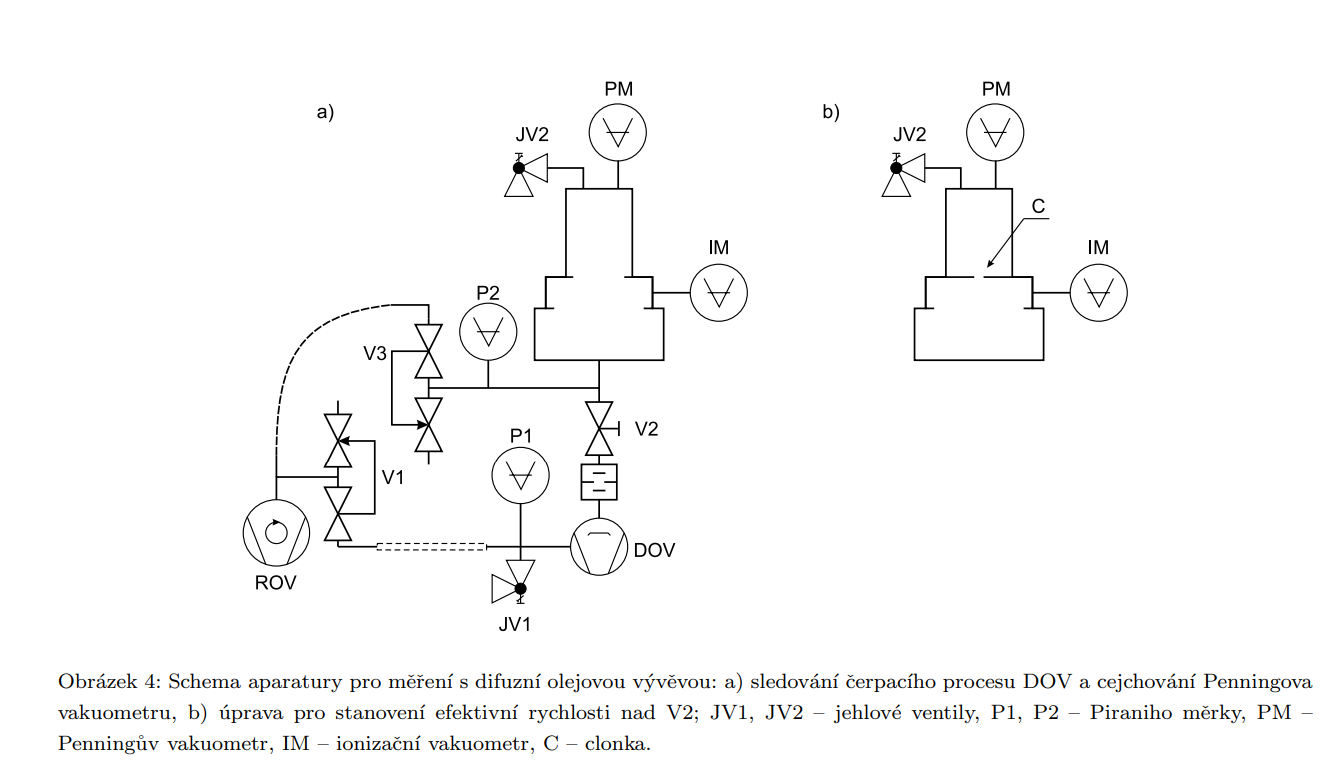 a)
PM
JV2
IM
P2
V3
V2
P1
V1
DOV
ROV
JV1
b)
PM
JV2
C
IM
Obrázek 4: Schema aparatury pro měření s difuzní olejovou vývěvou: a) sledování čerpacího procesu DOV a cejchování Penningova
vakuometru, b) úprava pro stanovení efektivní rychlosti nad V2; JV1, JV2 – jehlové ventily, P1, P2 – Piraniho měrky, PM –
Penningův vakuometr, IM – ionizační vakuometr, C – clonka.